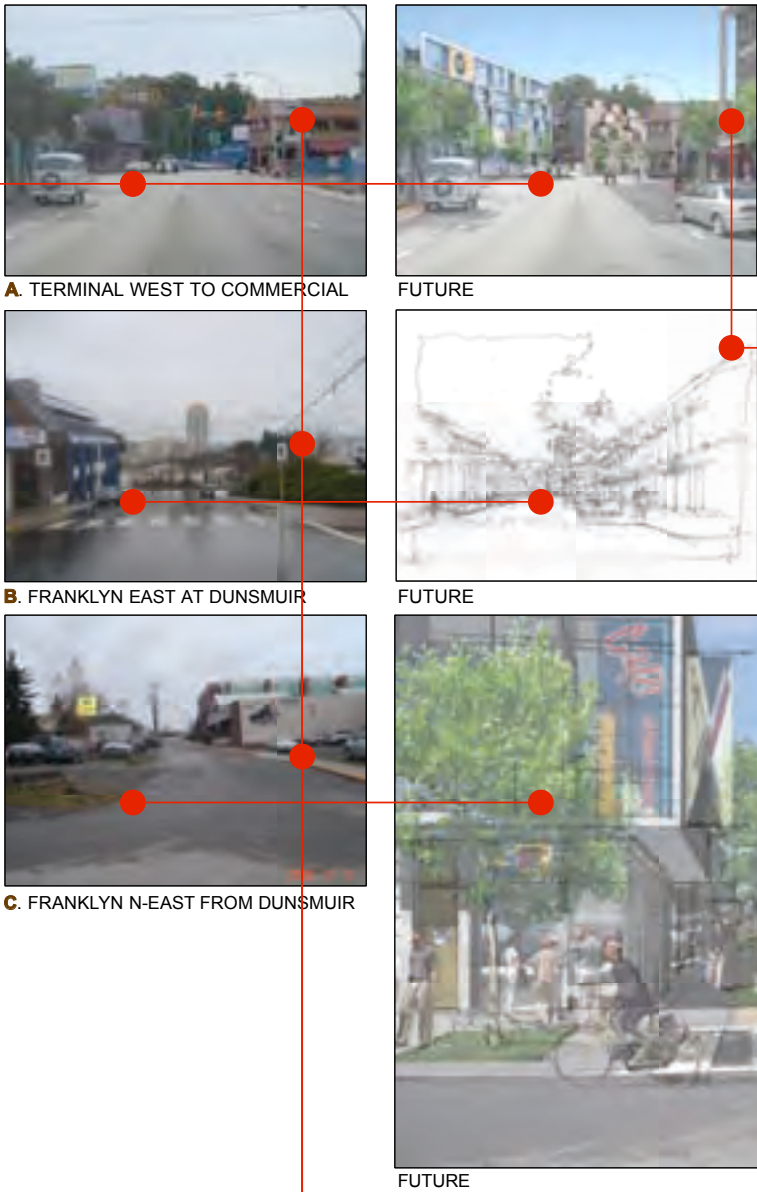 A. TERMINAL WEST TO COMMERCIAL
FUTURE
B. FRANKLYN EAST AT DUNSMUIR
FUTURE
C. FRANKLYN N-EAST FROM DUNSMUIR
FUTURE